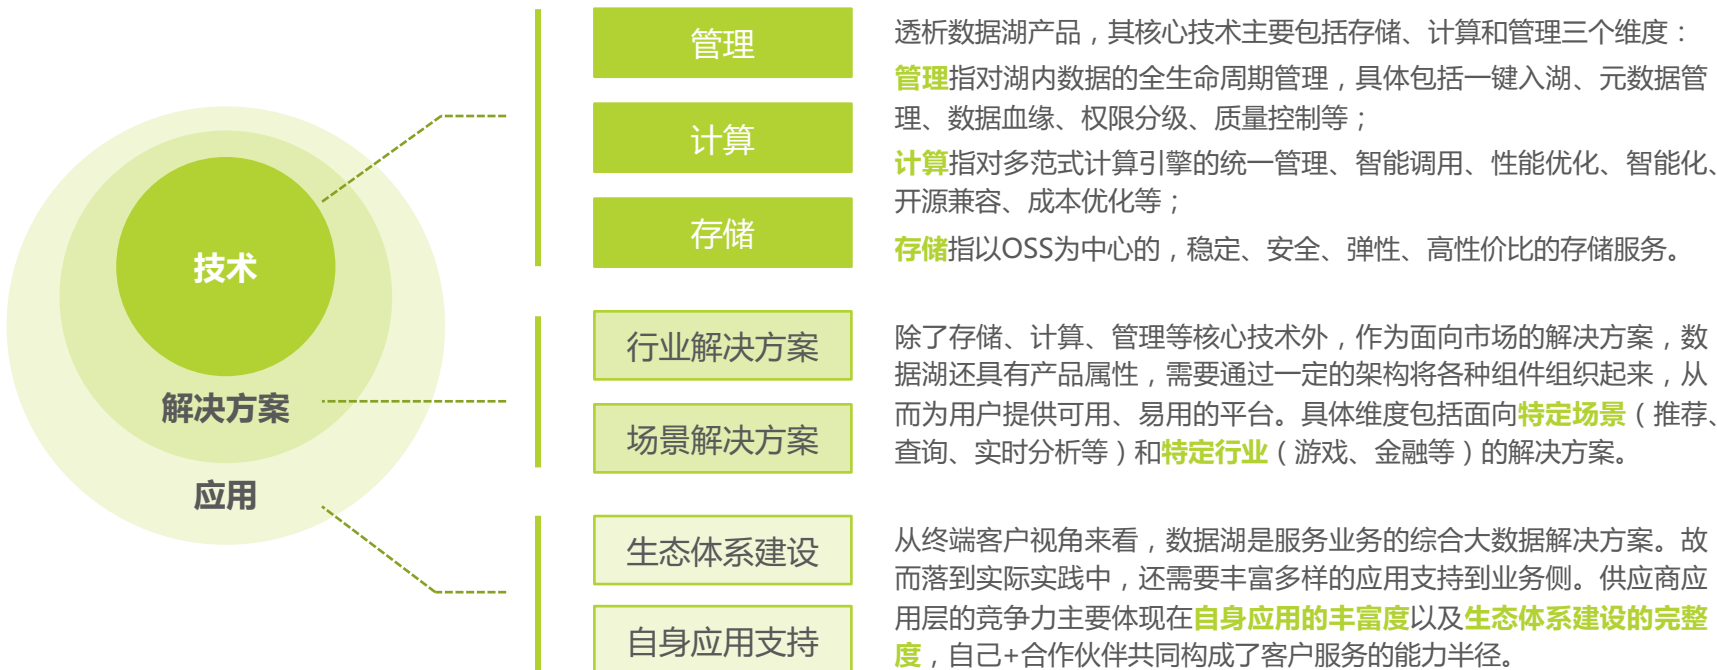 技术
解决方案
应用
管理
计算
存储
透析数据湖产品，其核心技术主要包括存储、计算和管理三个维度：
管理指对湖内数据的全生命周期管理，具体包括一键入湖、元数据管
理、数据血缘、权限分级、质量控制等；
计算指对多范式计算引擎的统一管理、智能调用、性能优化、智能化、
开源兼容、成本优化等；
存储指以OSS为中心的，稳定、安全、弹性、高性价比的存储服务。
行业解决方案
场景解决方案
除了存储、计算、管理等核心技术外，作为面向市场的解决方案，数
据湖还具有产品属性，需要通过一定的架构将各种组件组织起来，从
而为用户提供可用、易用的平台。具体维度包括面向特定场景（推荐、
查询、实时分析等）和特定行业（游戏、金融等）的解决方案。
生态体系建设
自身应用支持
从终端客户视角来看，数据湖是服务业务的综合大数据解决方案。故
而落到实际实践中，还需要丰富多样的应用支持到业务侧。供应商应
用层的竞争力主要体现在自身应用的丰富度以及生态体系建设的完整
度，自己+合作伙伴共同构成了客户服务的能力半径。